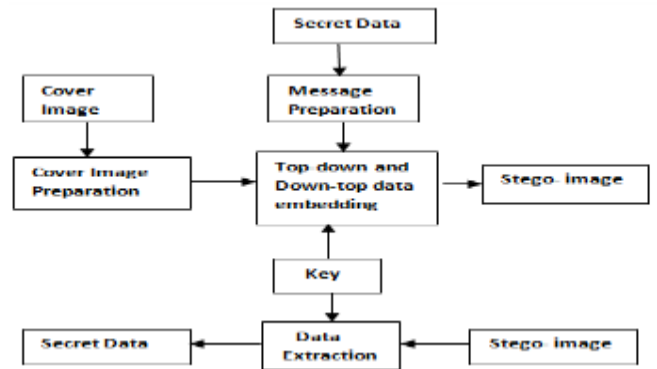 Secret Data
Cover
Image
Message
Preparation
Cover Image
Preparation
Top-down and
Down-top data
embedding
Stego- image
Key
Secret Data
Data
Extraction
Stego- image